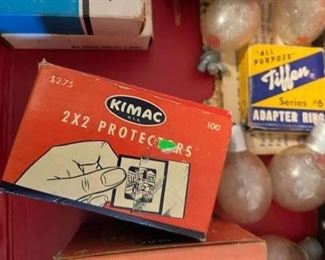 $2.75
KIMAC
U.S.A.
2X2 PROTECTORS
100
"ALL PURPOSE"
Tiffen
Series #6
ADAPTER RING